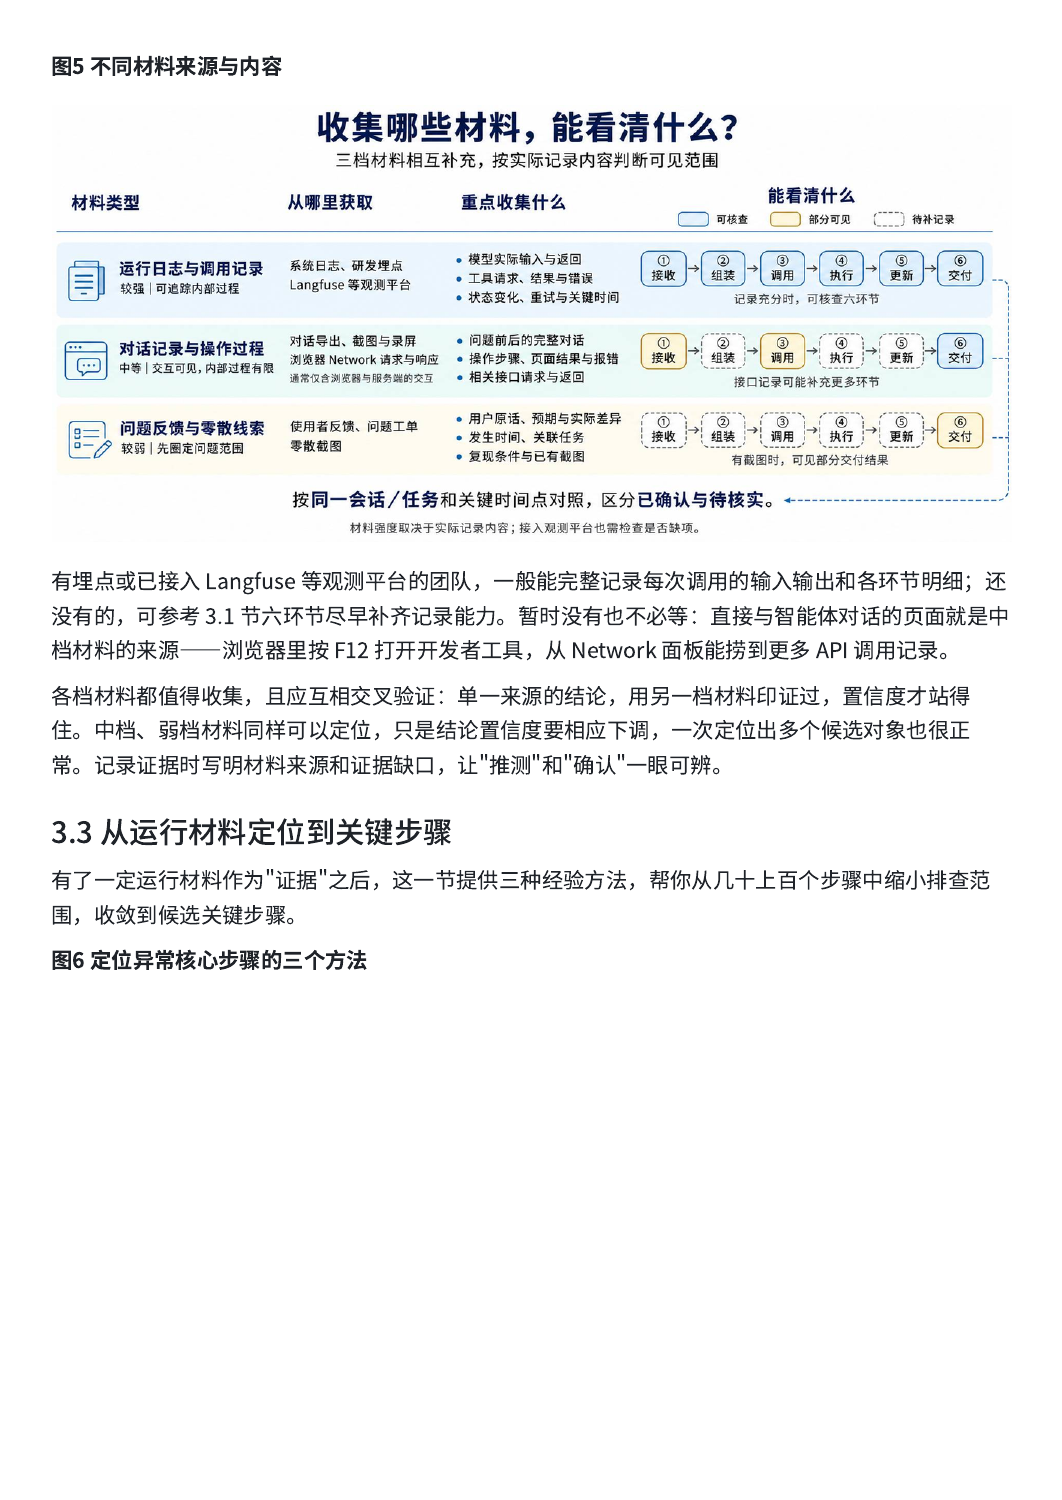 图5 不同材料来源与内容
收集哪些材料，能看清什么？
三档材料相互补充，按实际记录内容判断可见范围
材料类型
从哪里获取
重点收集什么
能看清什么
可核查
部分可见
待补记录
运行日志与调用记录
较强｜可追踪内部过程
系统日志、研发埋点
Langfuse 等观测平台
• 模型实际输入与返回
• 工具请求、结果与错误
• 状态变化、重试与关键时间
① 接收 → ② 组装 → ③ 调用 → ④ 执行 → ⑤ 更新 → ⑥ 交付
记录充分时，可核查六环节
对话记录与操作过程
中等｜交互可见，内部过程有限
对话导出、截图与录屏
浏览器 Network 请求与响应
通常仅含浏览器与服务端的交互
• 问题前后的完整对话
• 操作步骤、页面结果与报错
• 相关接口请求与返回
① 接收 → ② 组装 → ③ 调用 → ④ 执行 → ⑤ 更新 → ⑥ 交付
接口记录可能补充更多环节
问题反馈与零散线索
较弱｜先圈定问题范围
使用者反馈、问题工单
零散截图
• 用户原话、预期与实际差异
• 发生时间、关联任务
• 复现条件与已有截图
① 接收 → ② 组装 → ③ 调用 → ④ 执行 → ⑤ 更新 → ⑥ 交付
有截图时，可见部分交付结果
按同一会话／任务和关键时间点对照，区分已确认与待核实。
材料强度取决于实际记录内容；接入观测平台也需检查是否缺项。
有埋点或已接入 Langfuse 等观测平台的团队，一般能完整记录每次调用的输入输出和各环节明细；还
没有的，可参考 3.1 节六环节尽早补齐记录能力。暂时没有也不必等：直接与智能体对话的页面就是中
档材料的来源——浏览器里按 F12 打开开发者工具，从 Network 面板能捞到更多 API 调用记录。
各档材料都值得收集，且应互相交叉验证：单一来源的结论，用另一档材料印证过，置信度才站得
住。中档、弱档材料同样可以定位，只是结论置信度要相应下调，一次定位出多个候选对象也很正
常。记录证据时写明材料来源和证据缺口，让"推测"和"确认"一眼可辨。
3.3 从运行材料定位到关键步骤
有了一定运行材料作为"证据"之后，这一节提供三种经验方法，帮你从几十上百个步骤中缩小排查范
围，收敛到候选关键步骤。
图6 定位异常核心步骤的三个方法